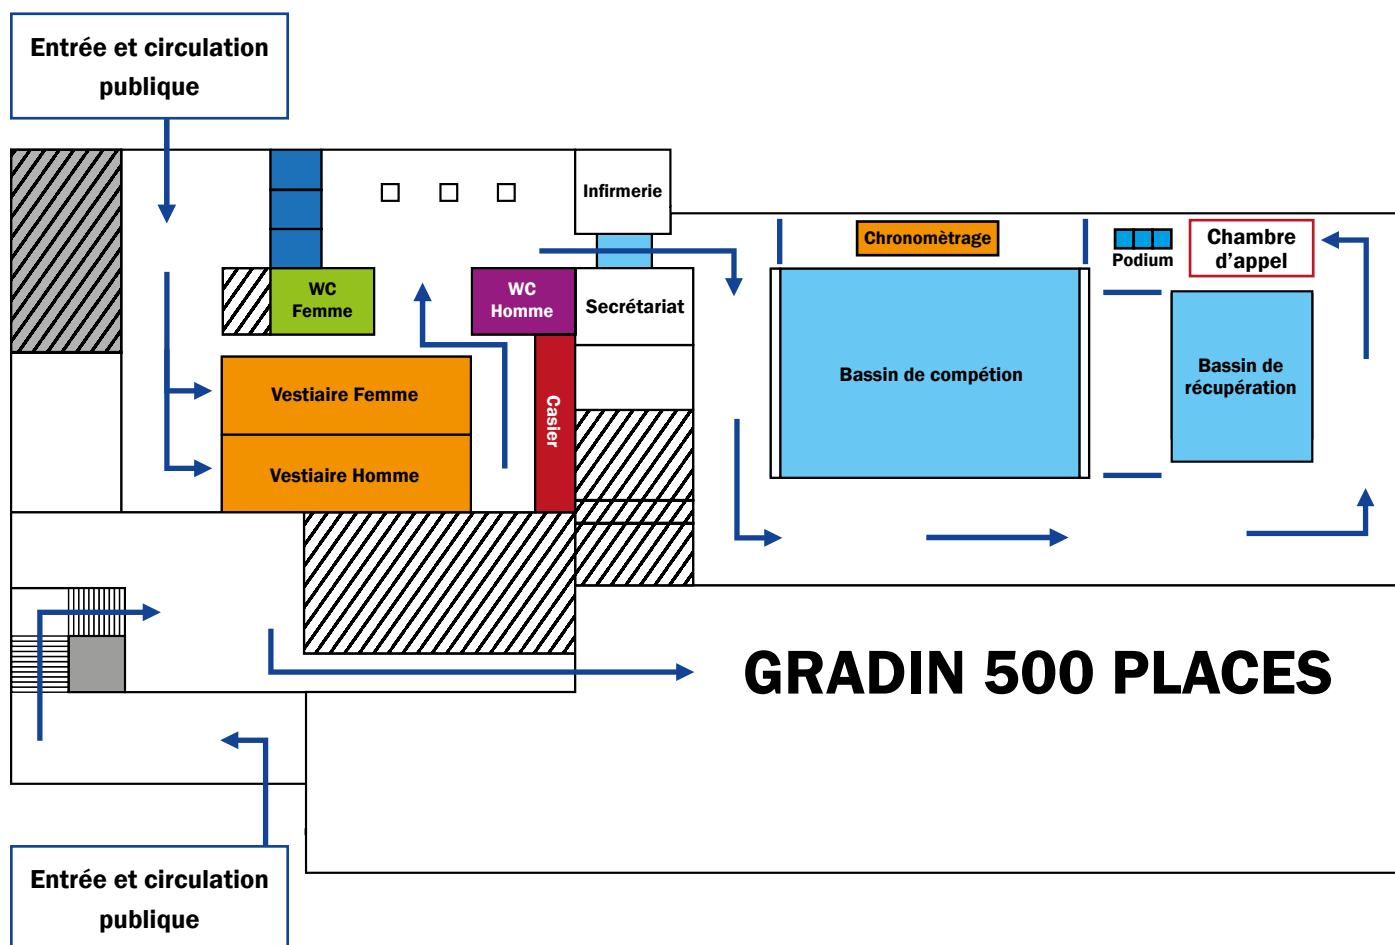 Entrée et circulation
publique
Infirmerie
Chronomètrage
Podium
Chambre
d'appel
WC
Femme
WC
Homme
Secrétariat
Vestiaire Femme
Casier
Bassin de compétion
Bassin de
récupération
Vestiaire Homme
GRADIN 500 PLACES
Entrée et circulation
publique